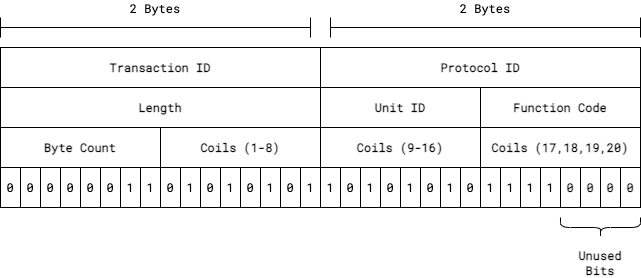 2 Bytes 2 Bytes
Transaction ID Protocol ID
Length Unit ID Function Code
Byte Count Coils (1-8) Coils (9-16) Coils (17,18,19,20)
0 0 0 0 0 0 1 1 0 1 0 1 0 1 0 1 1 0 1 0 1 0 1 0 1 1 1 1 0 0 0 0
Unused
Bits